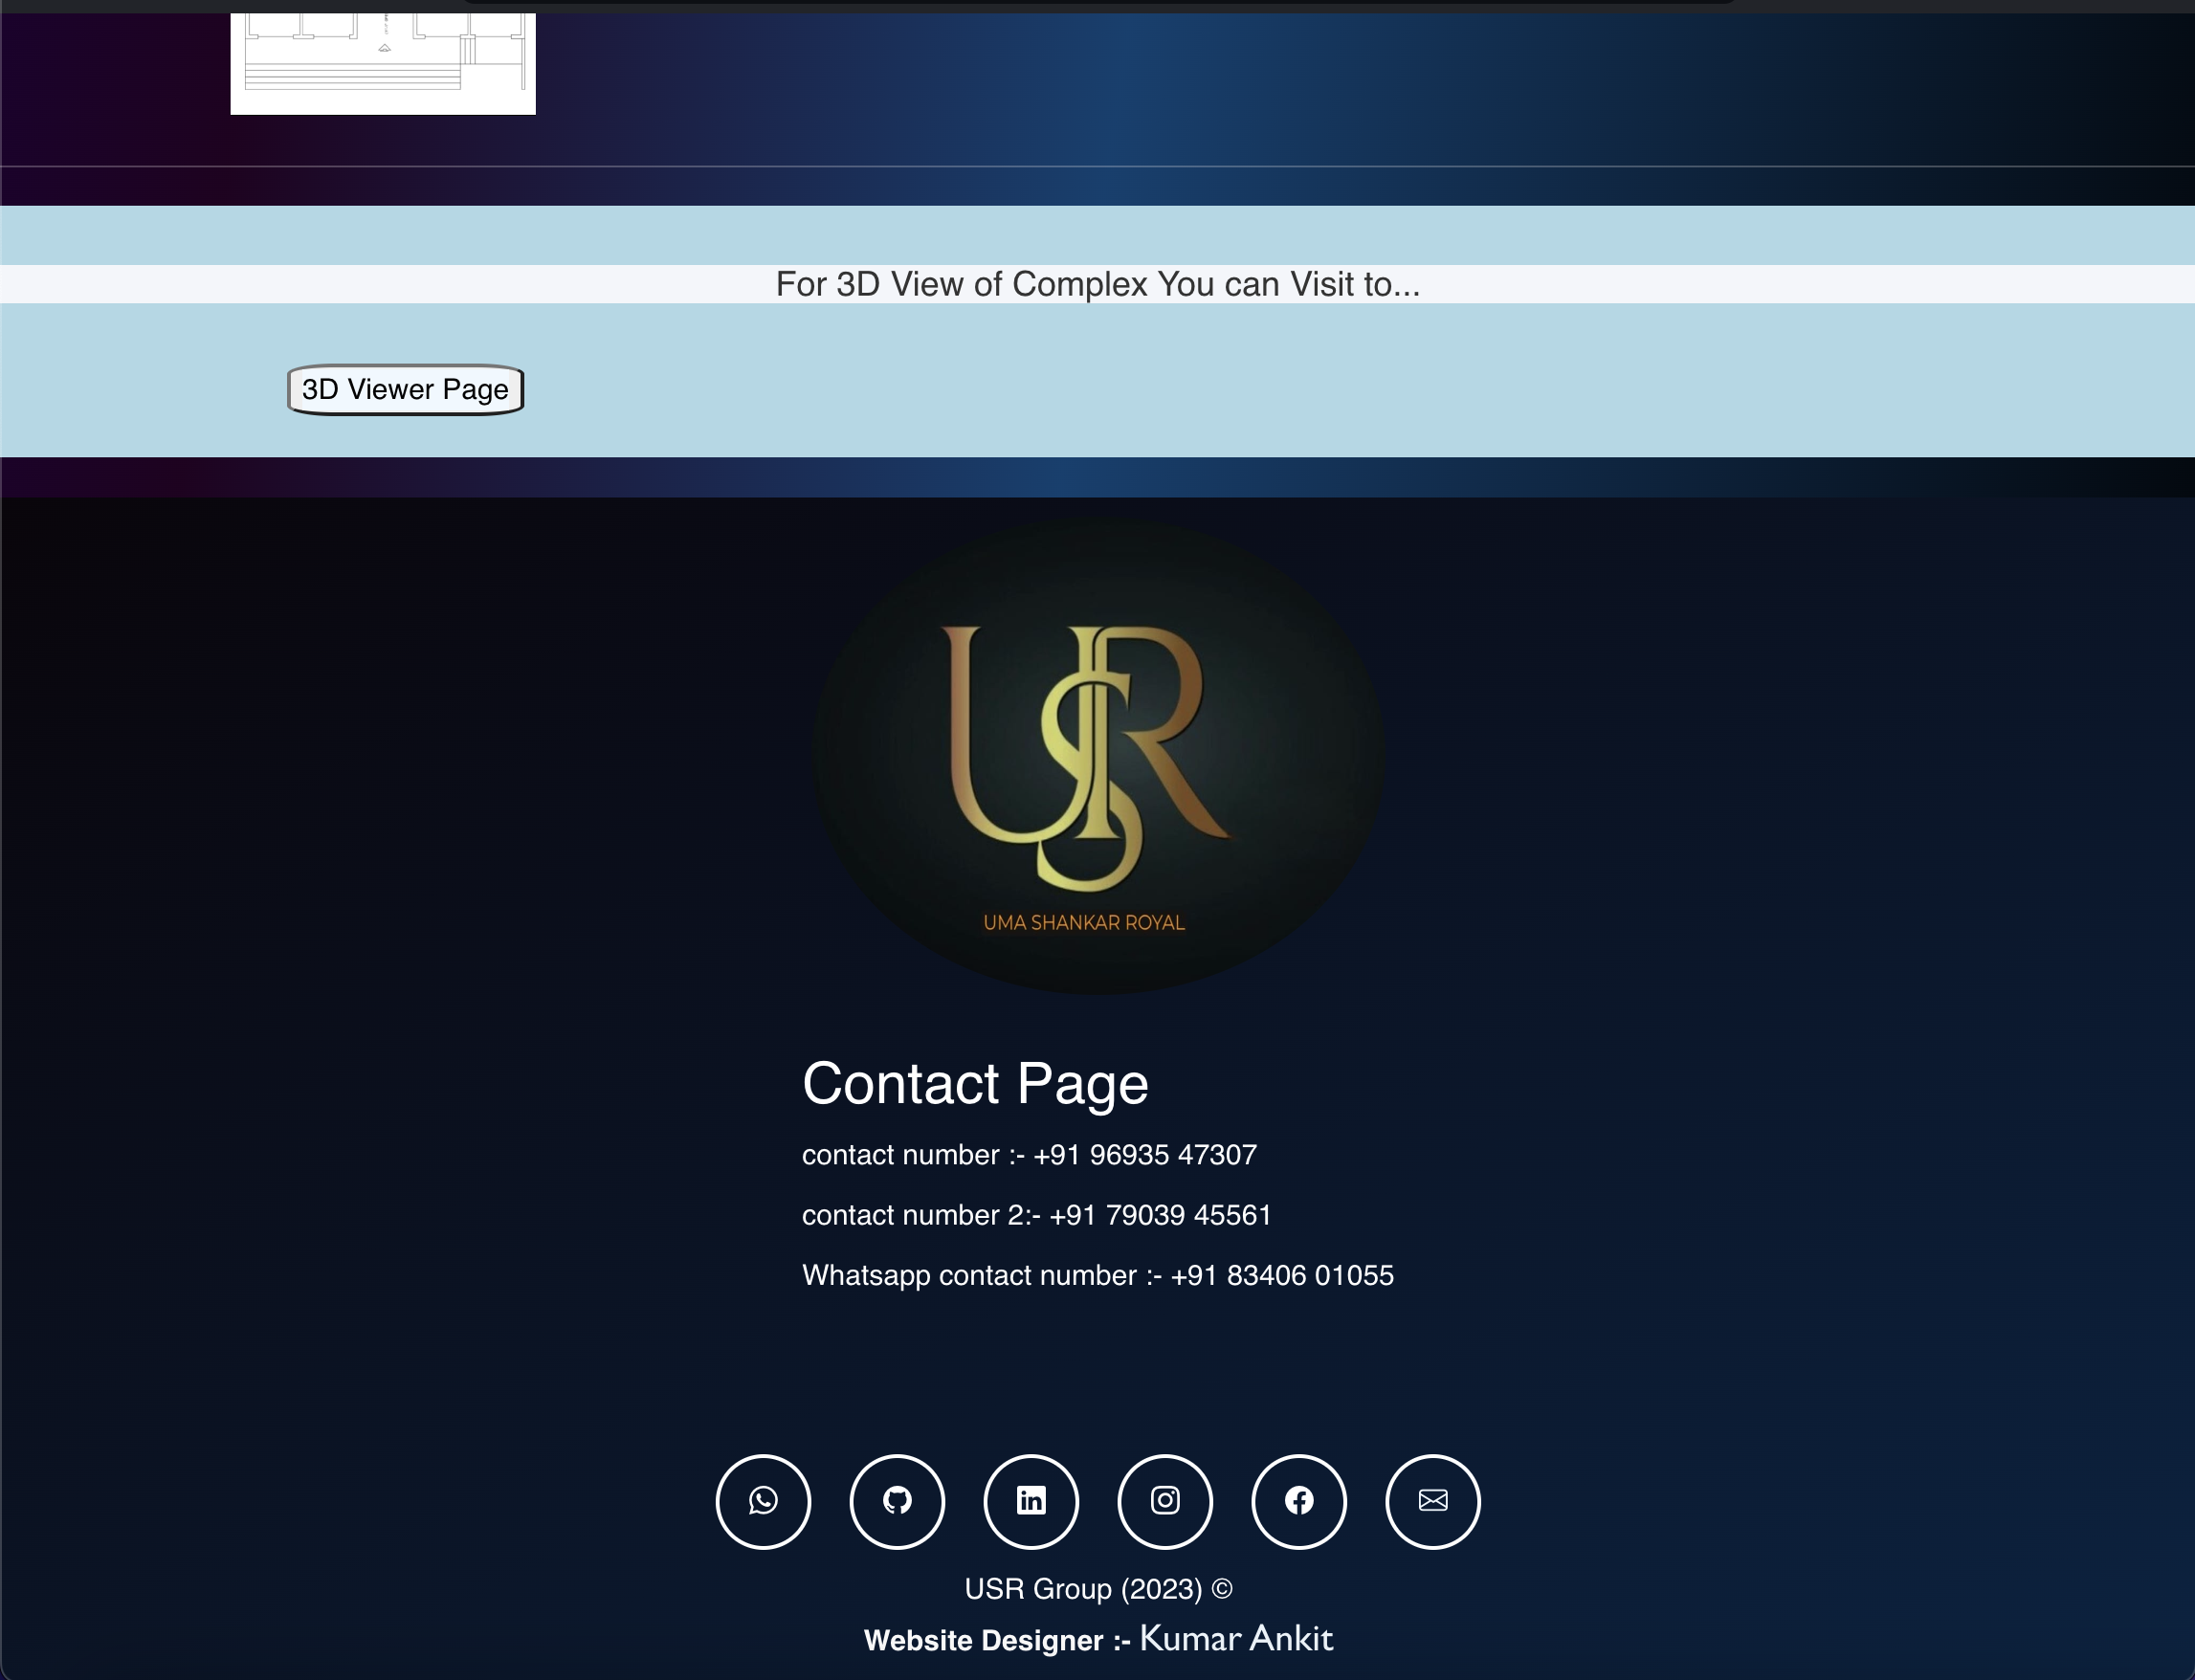 For 3D View of Complex You can Visit to...
3D Viewer Page
USR
UMA SHANKAR ROYAL
Contact Page
contact number :- +91 96935 47307
contact number 2:- +91 79039 45561
Whatsapp contact number :- +91 83406 01055
USR Group (2023) ©
Website Designer :- Kumar Ankit